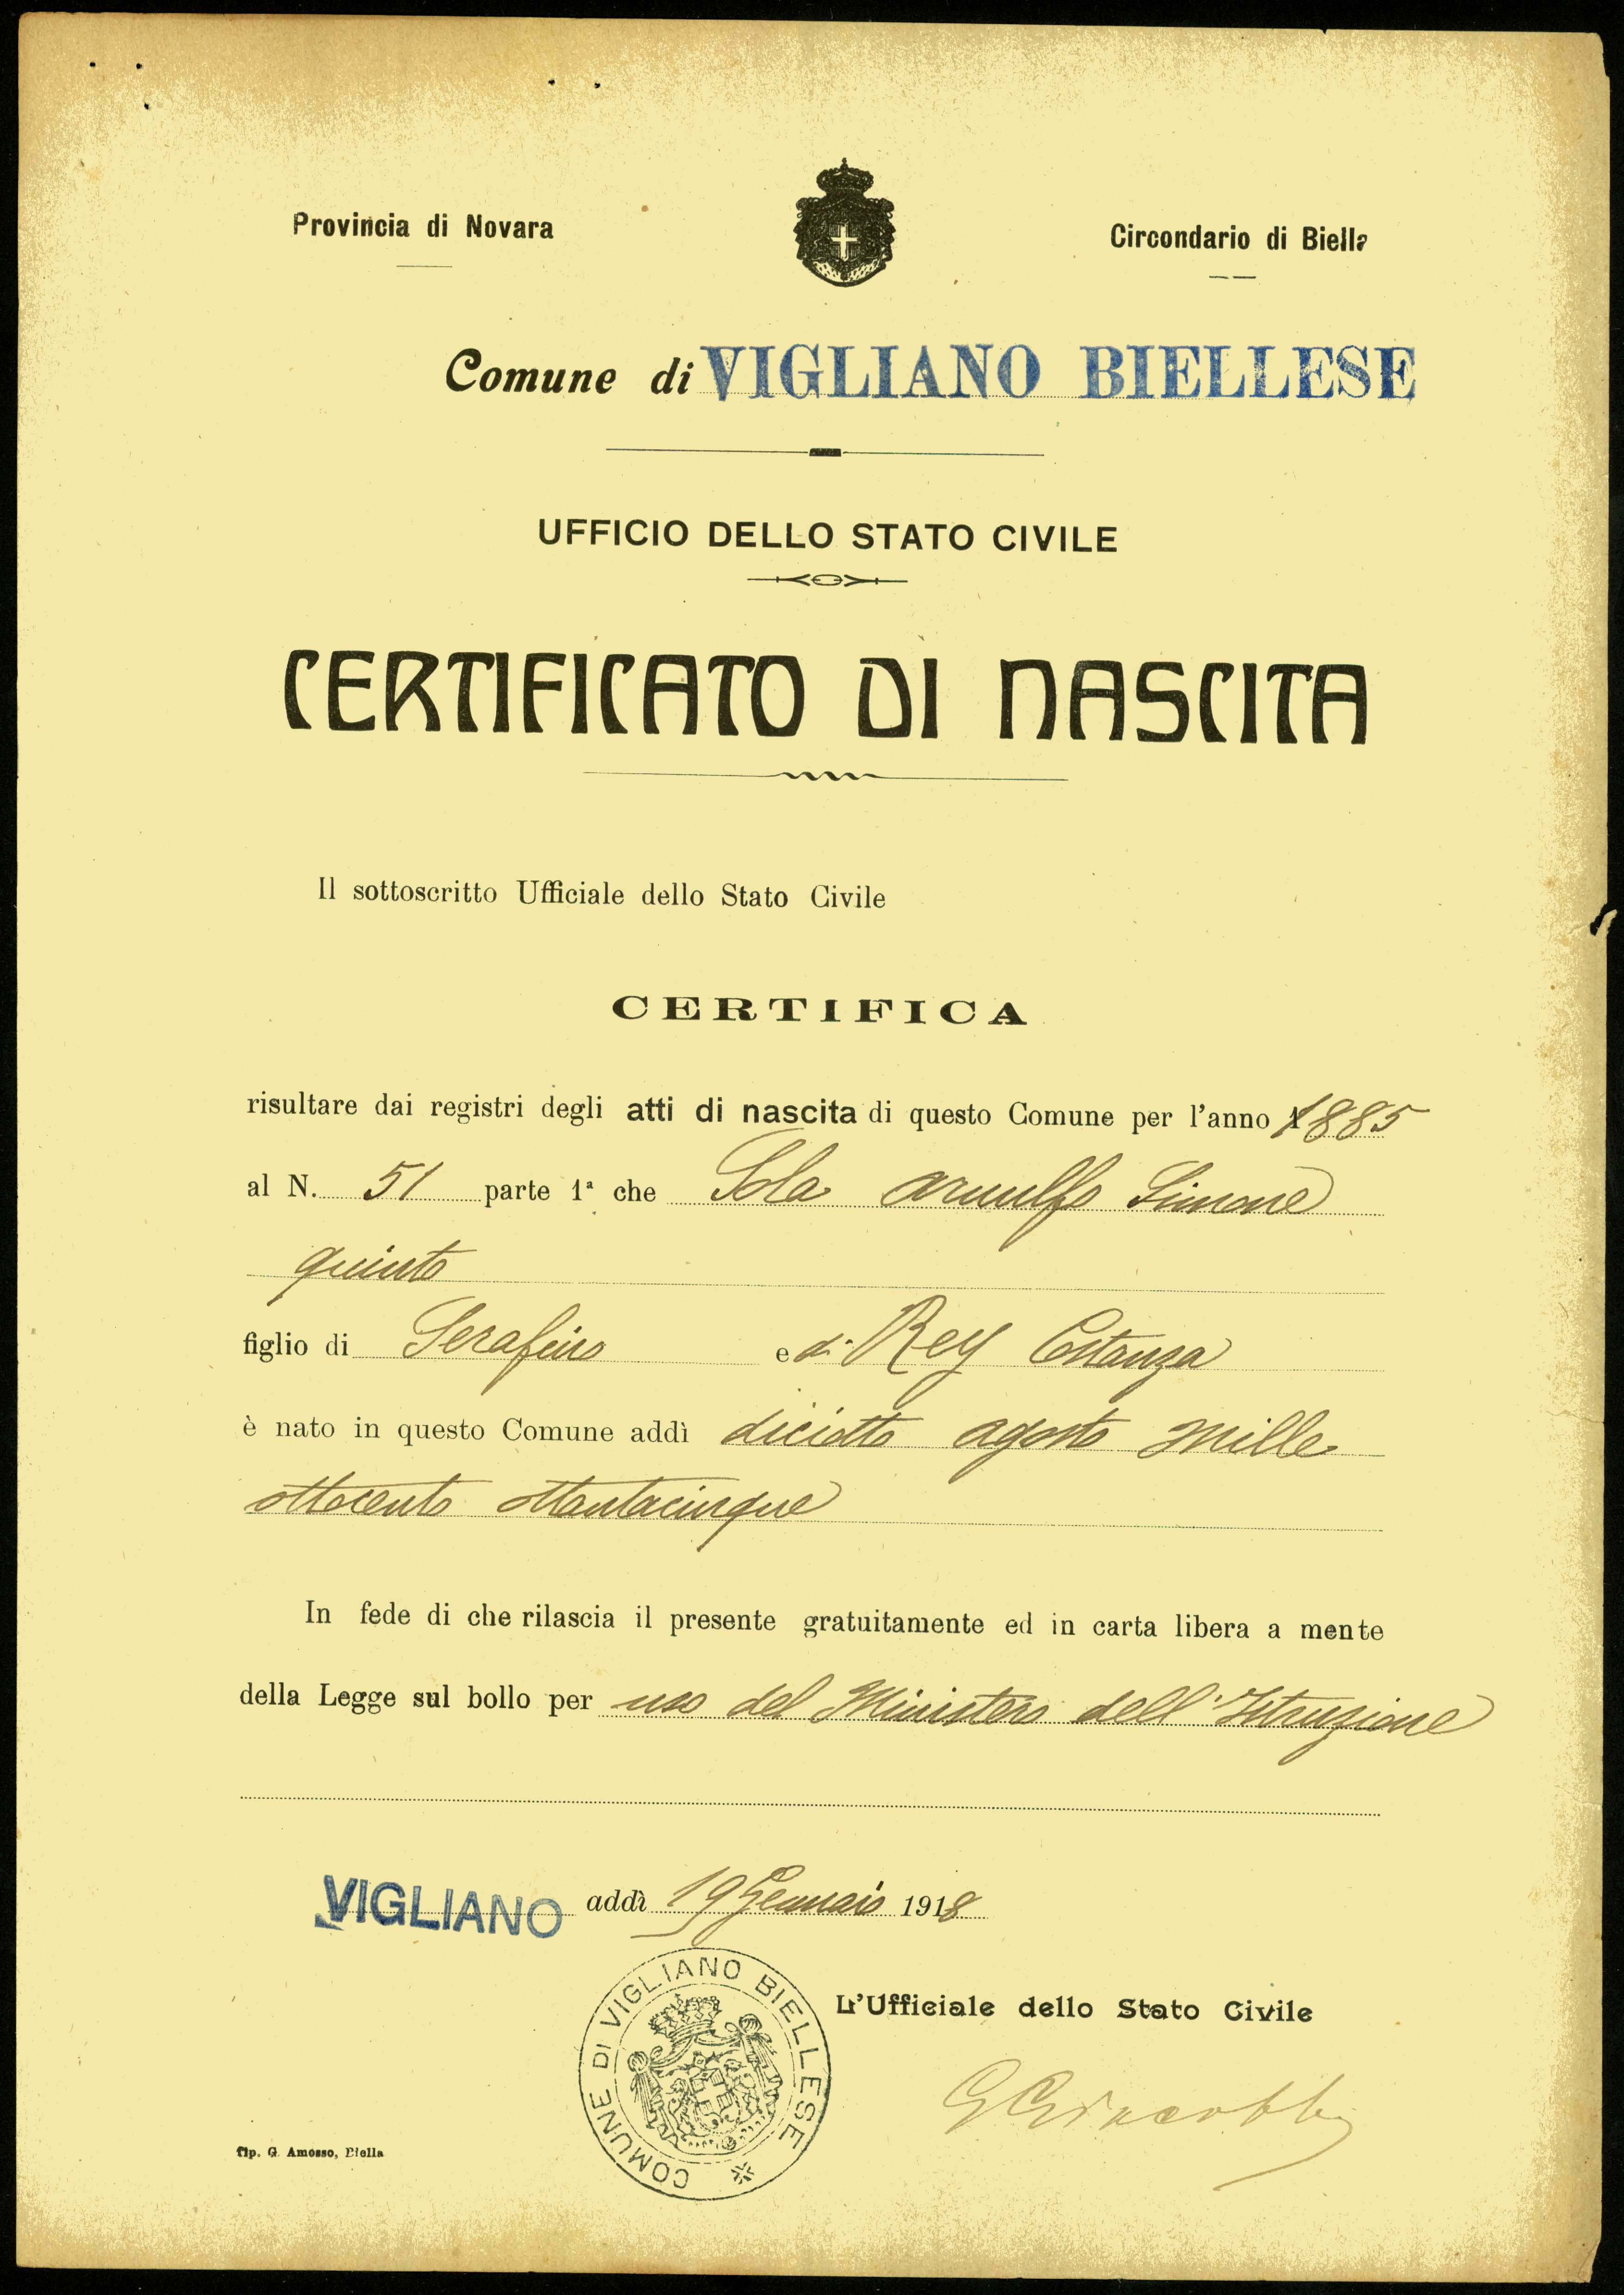 Provincia di Novara
Circondario di Biella
Comune di VIGLIANO BIELLESE
UFFICIO DELLO STATO CIVILE
CERTIFICATO DI NASCITA
Il sottoscritto Ufficiale dello Stato Civile
CERTIFICA
risultare dai registri degli atti di nascita di questo Comune per l'anno 1885
al N. 51 parte 1ª che Sola Arnulfo Simone
quinto
figlio di Serafino e di Rey Costanza
è nato in questo Comune addì diciotto agosto mille
ottocento ottantacinque
In fede di che rilascia il presente gratuitamente ed in carta libera a mente
della Legge sul bollo per uso del Ministero dell'Istruzione
VIGLIANO addì 19 Gennaio 1918
COMUNE DI VIGLIANO BIELLESE
L'Ufficiale dello Stato Civile
Tip. G. Amosso, Biella